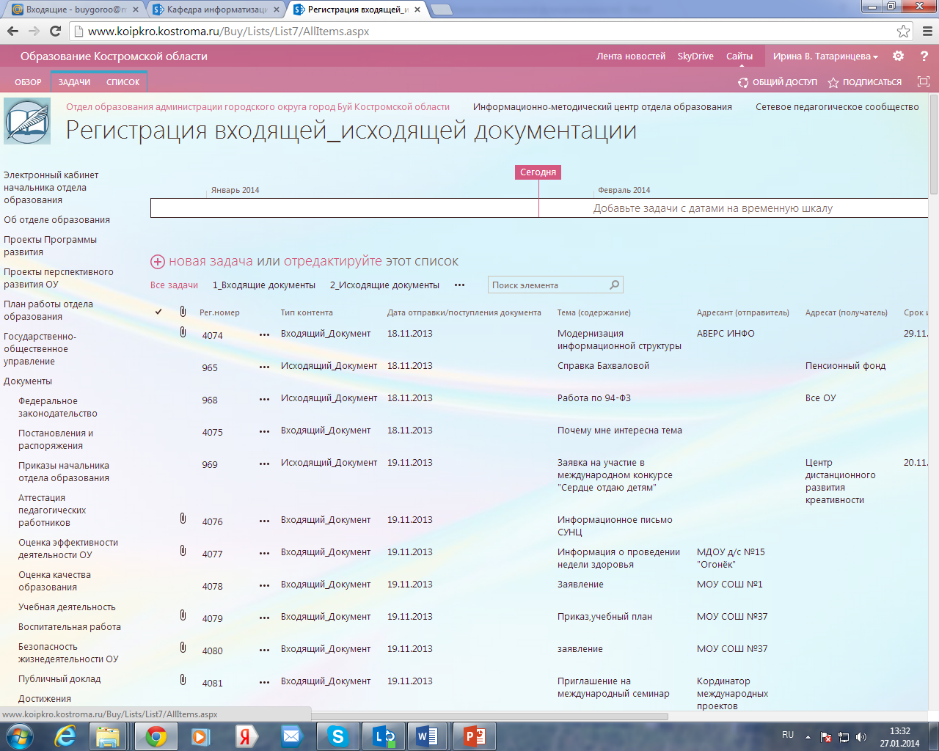 Входящие - buygoroo@m
Кафедра информатизаци
Регистрация входящей_и
www.koipkro.kostroma.ru/Buy/Lists/List7/AllItems.aspx
Образование Костромской области
Лента новостей SkyDrive Сайты Ирина В. Татаринцева ?
ОБЗОР ЗАДАЧИ СПИСОК
ОБЩИЙ ДОСТУП ПОДПИСАТЬСЯ
Отдел образования администрации городского округа город Буй Костромской области Информационно-методический центр отдела образования Сетевое педагогическое сообщество
Регистрация входящей_исходящей документации
Электронный кабинет
начальника отдела
образования
Об отделе образования
Проекты Программы
развития
Проекты перспективного
развития ОУ
План работы отдела
образования
Государственно-
общественное
управление
Документы
Федеральное
законодательство
Постановления и
распоряжения
Приказы начальника
отдела образования
Аттестация
педагогических
работников
Оценка эффективности
деятельности ОУ
Оценка качества
образования
Учебная деятельность
Воспитательная работа
Безопасность
жизнедеятельности ОУ
Публичный доклад
Достижения
Сегодня
Январь 2014 Февраль 2014
Добавьте задачи с датами на временную шкалу
новая задача или отредактируйте этот список
Все задачи 1_Входящие документы 2_Исходящие документы ••• Поиск элемента
Рег.номер Тип контента Дата отправки/поступления документа Тема (содержание) Адресант (отправитель) Адресат (получатель) Срок и
4074 ••• Входящий_Документ 18.11.2013 Модернизация АВЕРС ИНФО 29.11.
информационной структуры
965 ••• Исходящий_Документ 18.11.2013 Справка Бахваловой Пенсионный фонд
968 ••• Исходящий_Документ 18.11.2013 Работа по 94-ФЗ Все ОУ
4075 ••• Входящий_Документ 18.11.2013 Почему мне интересна тема
969 ••• Исходящий_Документ 19.11.2013 Заявка на участие в Центр 20.11.
международном конкурсе дистанционного
"Сердце отдаю детям" развития
креативности
4076 ••• Входящий_Документ 19.11.2013 Информационное письмо
СУНЦ
4077 ••• Входящий_Документ 19.11.2013 Информация о проведении МДОУ д/с №15
недели здоровья "Огонёк"
4078 ••• Входящий_Документ 19.11.2013 Заявление МОУ СОШ №1
4079 ••• Входящий_Документ 19.11.2013 Приказ,учебный план МОУ СОШ №37
4080 ••• Входящий_Документ 19.11.2013 заявление МОУ СОШ №37
4081 ••• Входящий_Документ 19.11.2013 Приглашение на Кординатор
международный семинар международных
проектов
www.koipkro.kostroma.ru/Buy/Lists/List7/AllItems.aspx
RU 13:32
27.01.2014